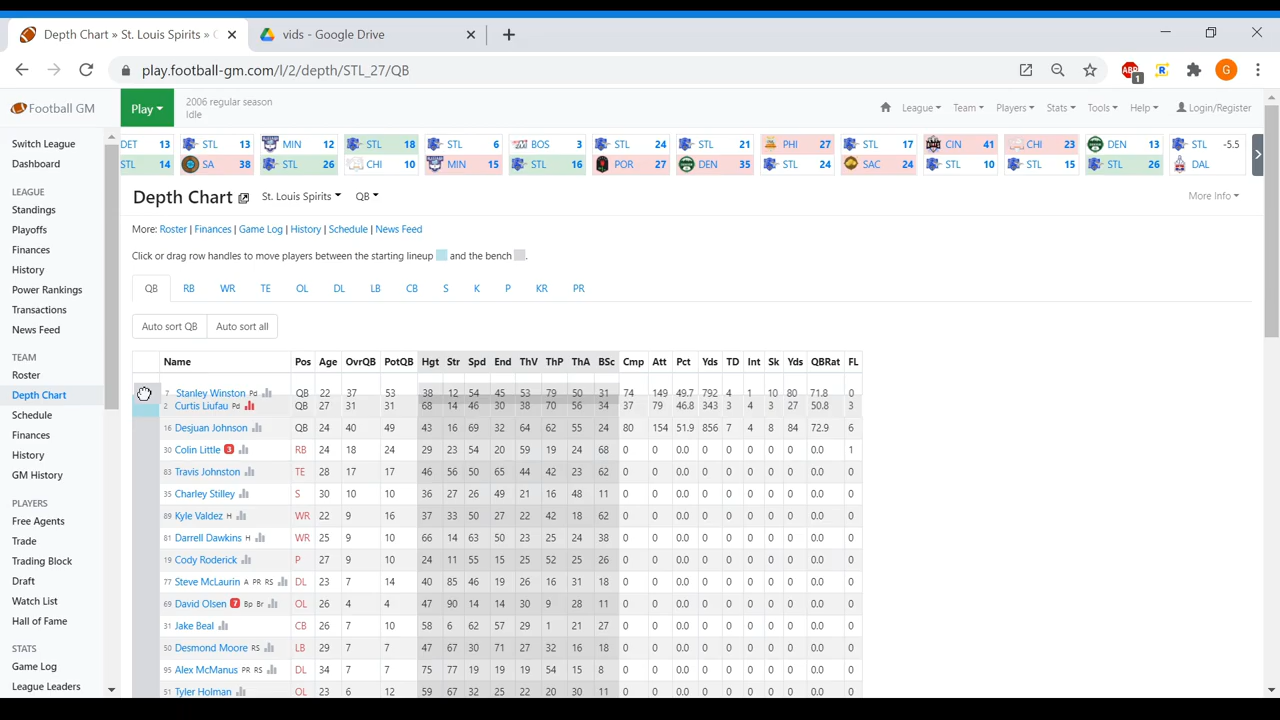 Depth Chart » St. Louis Spirits » 
vids - Google Drive
play.football-gm.com/l/2/depth/STL_27/QB
ABP 1 R G
Football GM Play 2006 regular season Idle League Team Players Stats Tools Help Login/Register
DET 13 STL 13 MIN 12 STL 18 STL 6 BOS 3 STL 24 STL 21 PHI 27 STL 17 CIN 41 CHI 23 DEN 13 STL -5.5
STL 14 SA 38 STL 26 CHI 10 MIN 15 STL 16 POR 27 DEN 35 STL 24 SAC 24 STL 10 STL 15 STL 26 DAL
Switch League
Dashboard
LEAGUE
Standings
Playoffs
Finances
History
Power Rankings
Transactions
News Feed
TEAM
Roster
Depth Chart
Schedule
Finances
History
GM History
PLAYERS
Free Agents
Trade
Trading Block
Draft
Watch List
Hall of Fame
STATS
Game Log
League Leaders
Depth Chart St. Louis Spirits QB More Info
More: Roster | Finances | Game Log | History | Schedule | News Feed
Click or drag row handles to move players between the starting lineup and the bench .
QB RB WR TE OL DL LB CB S K P KR PR
Auto sort QB Auto sort all
Name Pos Age OvrQB PotQB Hgt Str Spd End ThV ThP ThA BSc Cmp Att Pct Yds TD Int Sk Yds QBRat FL
7 Stanley Winston Pd QB 22 37 53 38 12 54 45 53 79 50 31 74 149 49.7 792 4 1 10 80 71.8 0
2 Curtis Liufau Pd QB 27 31 31 68 14 46 30 38 70 56 34 37 79 46.8 343 3 4 3 27 50.8 3
16 Desjuan Johnson QB 24 40 49 43 16 69 32 64 62 55 24 80 154 51.9 856 7 4 8 84 72.9 6
30 Colin Little 3 RB 24 18 24 29 23 54 20 59 19 24 68 0 0 0.0 0 0 0 0 0 0.0 1
83 Travis Johnston TE 28 17 17 46 56 50 65 44 42 23 62 0 0 0.0 0 0 0 0 0 0.0 0
35 Charley Stilley S 30 10 10 36 27 26 49 21 16 48 11 0 0 0.0 0 0 0 0 0 0.0 0
89 Kyle Valdez H WR 22 9 16 37 33 50 27 22 42 18 62 0 0 0.0 0 0 0 0 0 0.0 0
81 Darrell Dawkins H WR 25 9 10 66 14 63 50 23 25 24 38 0 0 0.0 0 0 0 0 0 0.0 0
19 Cody Roderick P 27 9 10 24 11 55 15 25 52 25 26 0 0 0.0 0 0 0 0 0 0.0 0
77 Steve McLaurin A PR RS DL 23 7 14 40 85 46 19 26 16 31 18 0 0 0.0 0 0 0 0 0 0.0 0
69 David Olsen 7 Bp Br OL 26 4 4 47 90 14 14 30 9 28 11 0 0 0.0 0 0 0 0 0 0.0 0
31 Jake Beal CB 26 7 10 58 6 62 57 29 1 21 27 0 0 0.0 0 0 0 0 0 0.0 0
50 Desmond Moore RS LB 29 7 7 47 67 30 71 27 32 16 18 0 0 0.0 0 0 0 0 0 0.0 0
95 Alex McManus PR RS DL 34 7 7 75 77 19 19 19 54 15 8 0 0 0.0 0 0 0 0 0 0.0 0
51 Tyler Holman OL 23 6 12 59 67 32 25 22 20 24 11 0 0 0.0 0 0 0 0 0 0.0 0